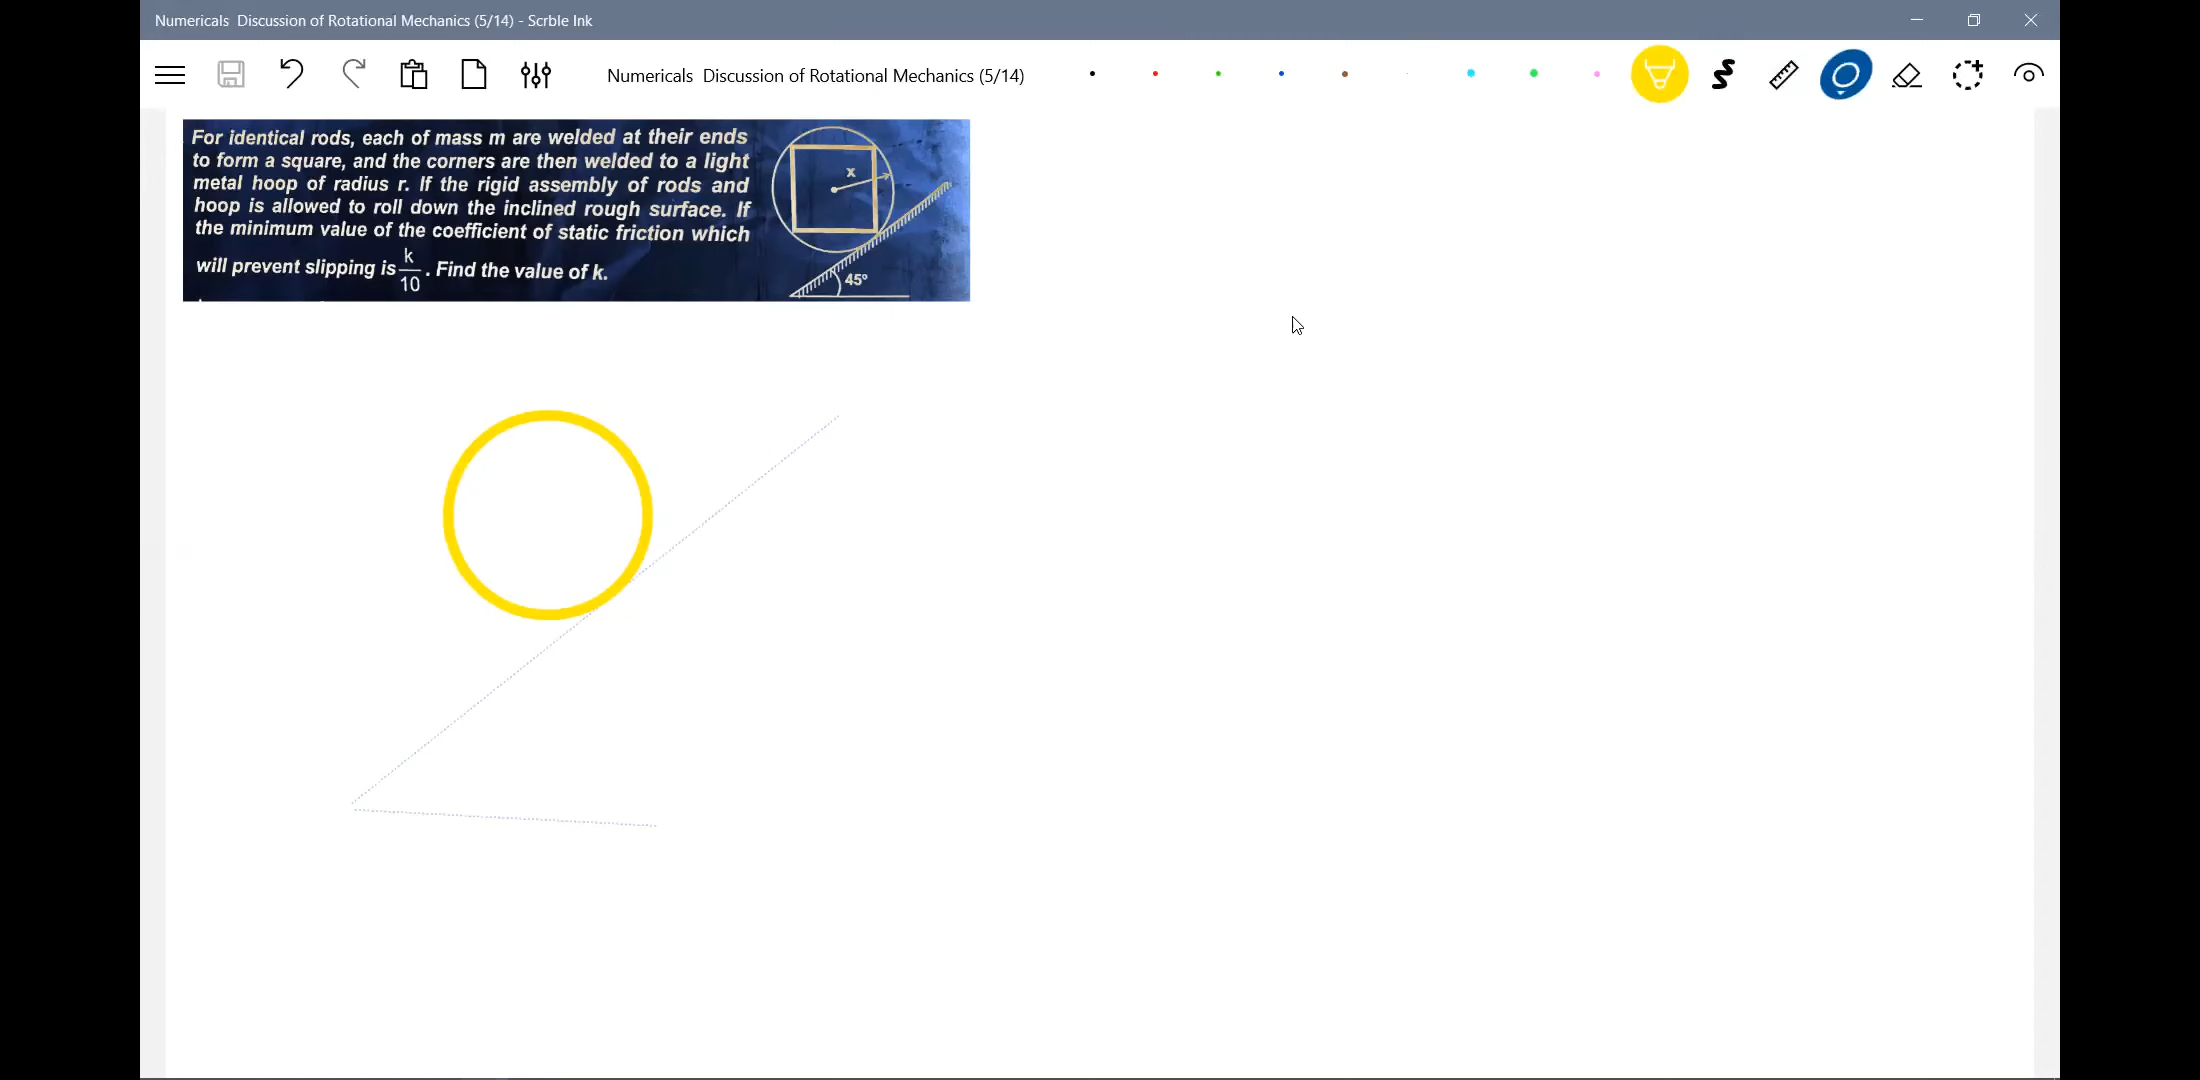 Numericals Discussion of Rotational Mechanics (5/14) - Scrble Ink
Numericals Discussion of Rotational Mechanics (5/14)
For identical rods, each of mass m are welded at their ends
to form a square, and the corners are then welded to a light
metal hoop of radius r. If the rigid assembly of rods and
hoop is allowed to roll down the inclined rough surface. If
the minimum value of the coefficient of static friction which
will prevent slipping is k/10. Find the value of k.
x
45°